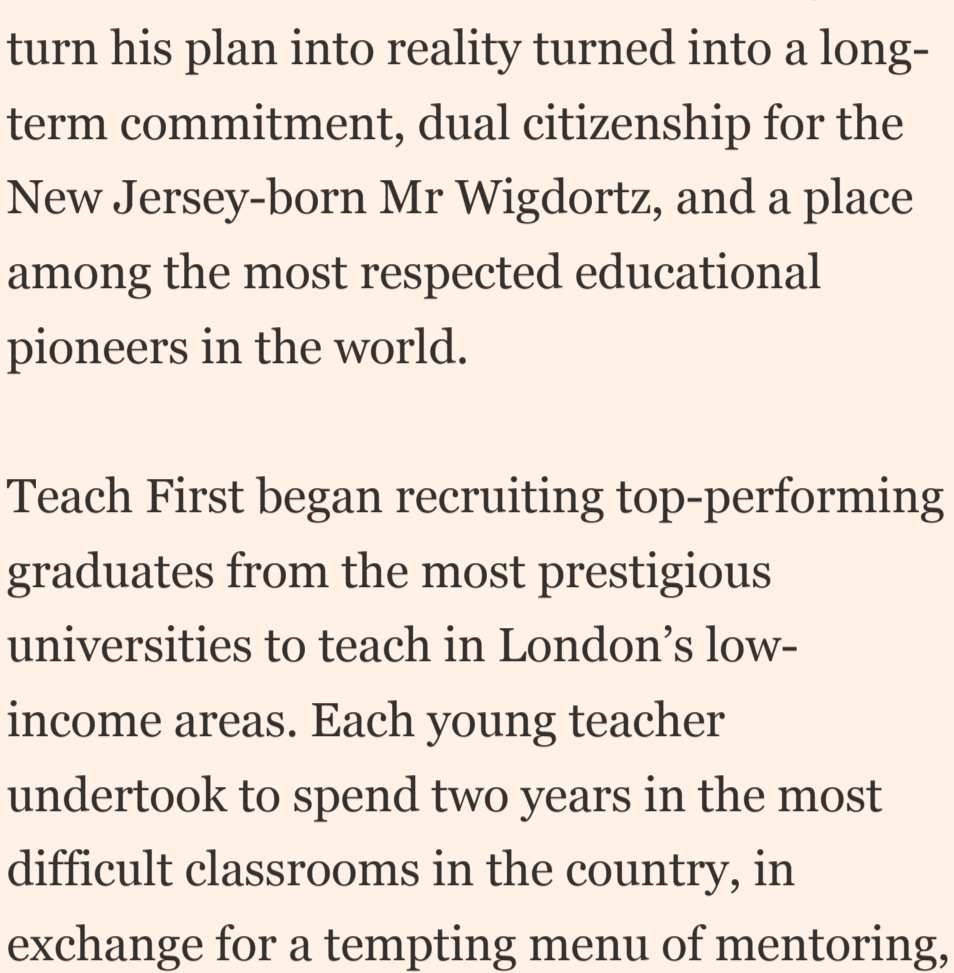 turn his plan into reality turned into a long-
term commitment, dual citizenship for the
New Jersey-born Mr Wigdortz, and a place
among the most respected educational
pioneers in the world.
Teach First began recruiting top-performing
graduates from the most prestigious
universities to teach in London’s low-
income areas. Each young teacher
undertook to spend two years in the most
difficult classrooms in the country, in
exchange for a tempting menu of mentoring,